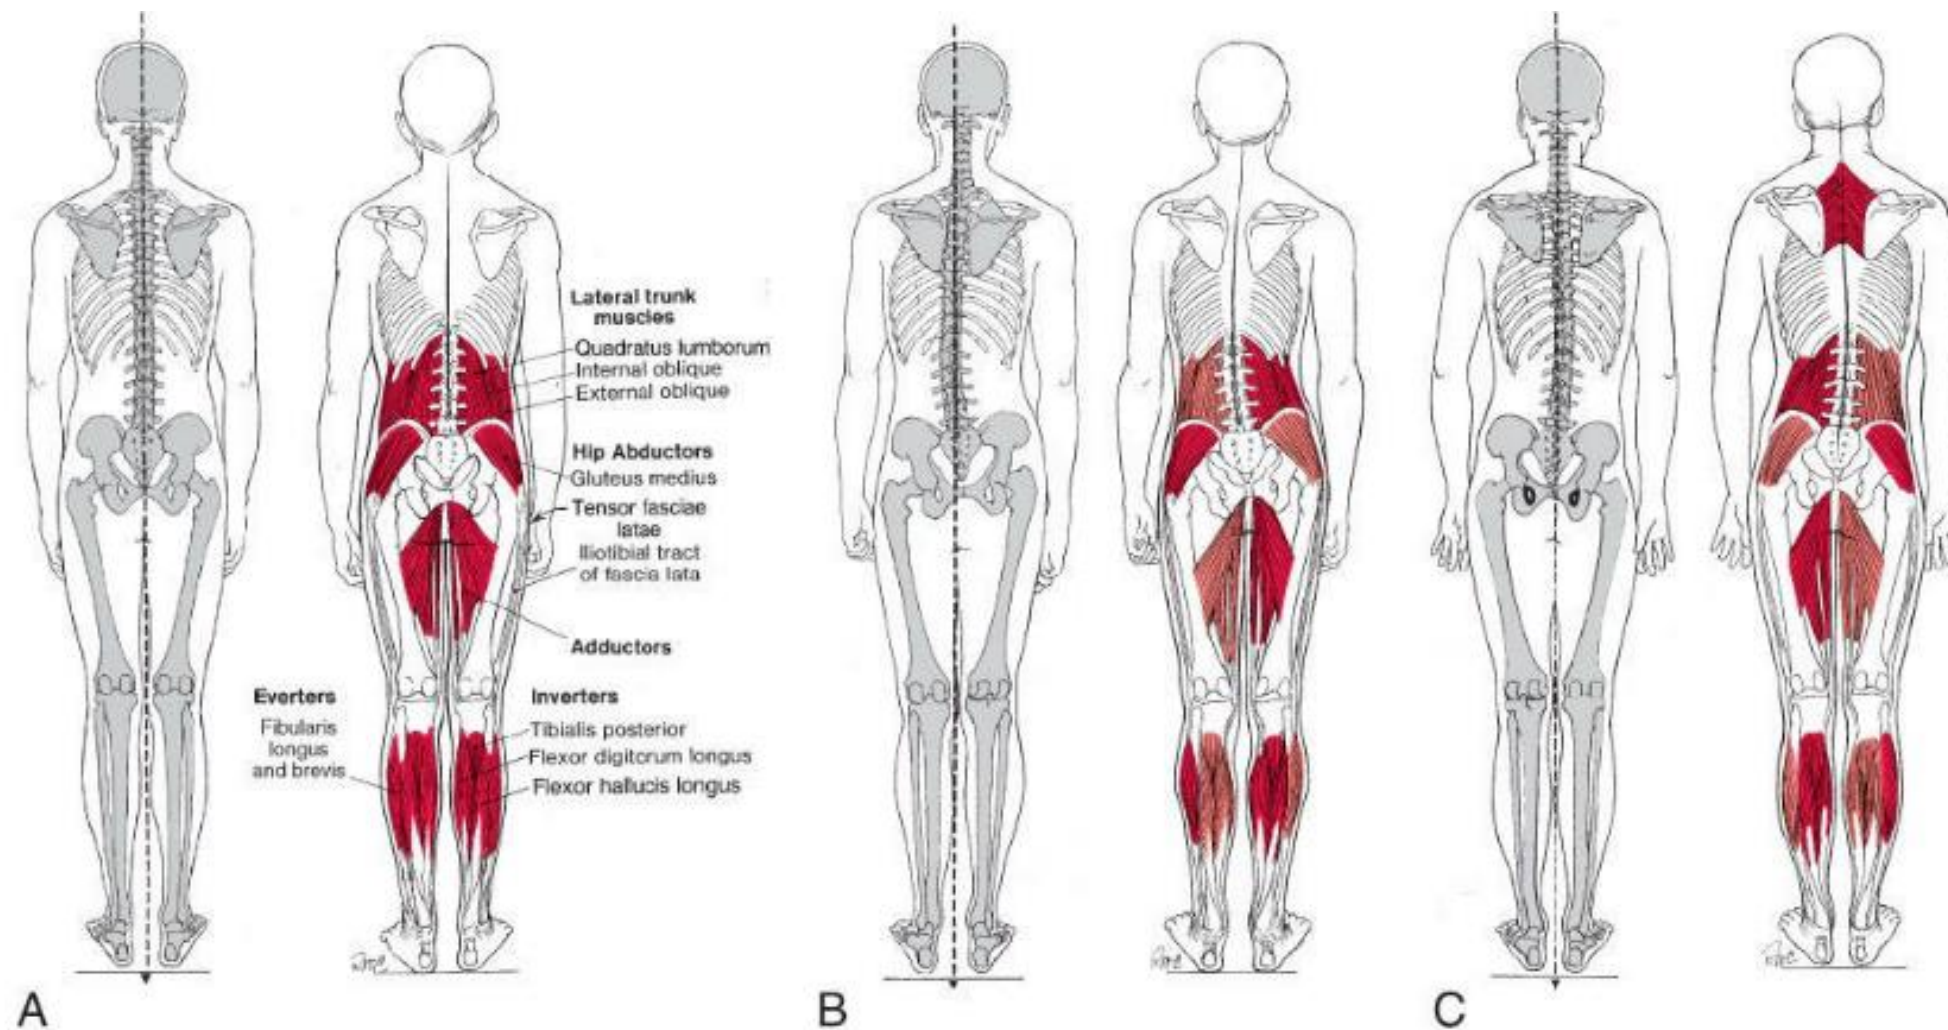 Lateral trunk
muscles
Quadratus lumborum
Internal oblique
External oblique
Hip Abductors
Gluteus medius
Tensor fasciae
latae
Iliotibial tract
of fascia lata
Adductors
Everters
Fibularis
longus
and brevis
Inverters
Tibialis posterior
Flexor digitorum longus
Flexor hallucis longus
A
B
C